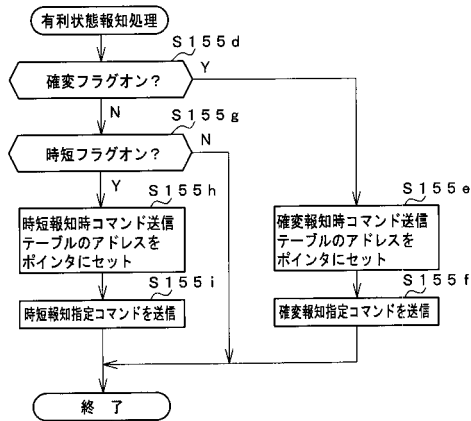 有利状態報知処理
S155d
確変フラグオン?
Y
N
S155g
時短フラグオン?
N
Y
S155h
時短報知時コマンド送信
テーブルのアドレスを
ポインタにセット
S155i
時短報知指定コマンドを送信
S155e
確変報知時コマンド送信
テーブルのアドレスを
ポインタにセット
S155f
確変報知指定コマンドを送信
終了